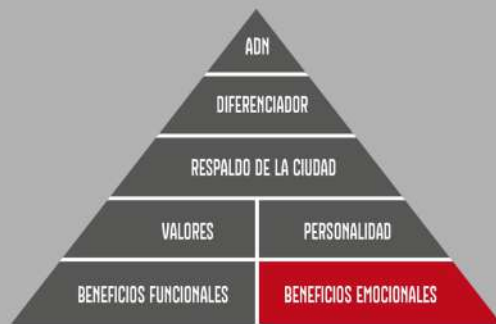 ADN
DIFERENCIADOR
RESPALDO DE LA CIUDAD
VALORES
PERSONALIDAD
BENEFICIOS FUNCIONALES
BENEFICIOS EMOCIONALES